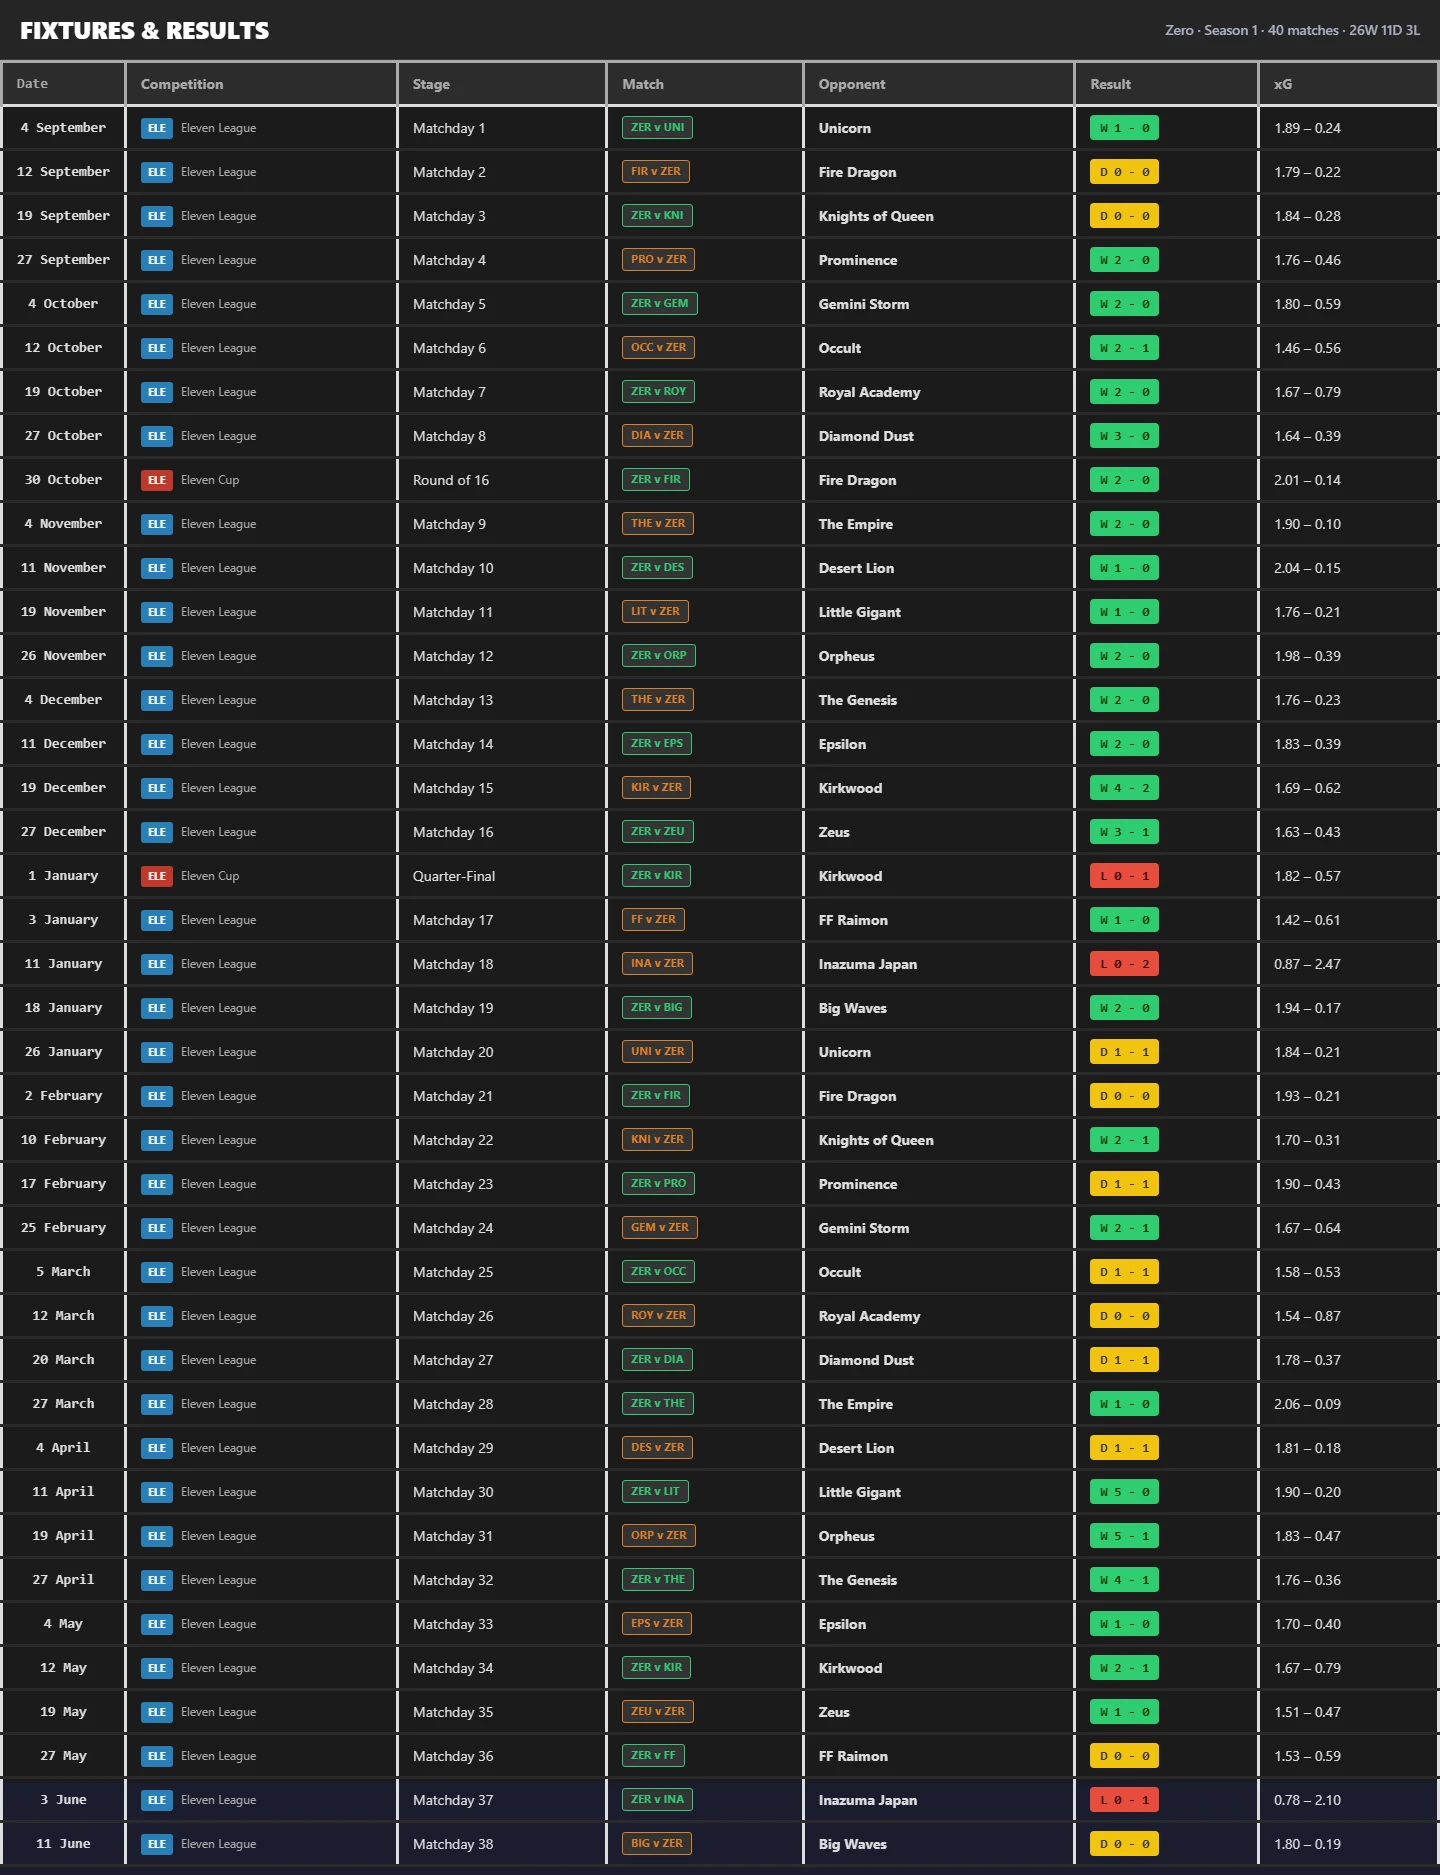 FIXTURES & RESULTS
Zero · Season 1 · 40 matches · 26W 11D 3L
Date Competition Stage Match Opponent Result xG
4 September ELE Eleven League Matchday 1 ZER v UNI Unicorn W 1 - 0 1.89 – 0.24
12 September ELE Eleven League Matchday 2 FIR v ZER Fire Dragon D 0 - 0 1.79 – 0.22
19 September ELE Eleven League Matchday 3 ZER v KNI Knights of Queen D 0 - 0 1.84 – 0.28
27 September ELE Eleven League Matchday 4 PRO v ZER Prominence W 2 - 0 1.76 – 0.46
4 October ELE Eleven League Matchday 5 ZER v GEM Gemini Storm W 2 - 0 1.80 – 0.59
12 October ELE Eleven League Matchday 6 OCC v ZER Occult W 2 - 1 1.46 – 0.56
19 October ELE Eleven League Matchday 7 ZER v ROY Royal Academy W 2 - 0 1.67 – 0.79
27 October ELE Eleven League Matchday 8 DIA v ZER Diamond Dust W 3 - 0 1.64 – 0.39
30 October ELE Eleven Cup Round of 16 ZER v FIR Fire Dragon W 2 - 0 2.01 – 0.14
4 November ELE Eleven League Matchday 9 THE v ZER The Empire W 2 - 0 1.90 – 0.10
11 November ELE Eleven League Matchday 10 ZER v DES Desert Lion W 1 - 0 2.04 – 0.15
19 November ELE Eleven League Matchday 11 LIT v ZER Little Gigant W 1 - 0 1.76 – 0.21
26 November ELE Eleven League Matchday 12 ZER v ORP Orpheus W 2 - 0 1.98 – 0.39
4 December ELE Eleven League Matchday 13 THE v ZER The Genesis W 2 - 0 1.76 – 0.23
11 December ELE Eleven League Matchday 14 ZER v EPS Epsilon W 2 - 0 1.83 – 0.39
19 December ELE Eleven League Matchday 15 KIR v ZER Kirkwood W 4 - 2 1.69 – 0.62
27 December ELE Eleven League Matchday 16 ZER v ZEU Zeus W 3 - 1 1.63 – 0.43
1 January ELE Eleven Cup Quarter-Final ZER v KIR Kirkwood L 0 - 1 1.82 – 0.57
3 January ELE Eleven League Matchday 17 FF v ZER FF Raimon W 1 - 0 1.42 – 0.61
11 January ELE Eleven League Matchday 18 INA v ZER Inazuma Japan L 0 - 2 0.87 – 2.47
18 January ELE Eleven League Matchday 19 ZER v BIG Big Waves W 2 - 0 1.94 – 0.17
26 January ELE Eleven League Matchday 20 UNI v ZER Unicorn D 1 - 1 1.84 – 0.21
2 February ELE Eleven League Matchday 21 ZER v FIR Fire Dragon D 0 - 0 1.93 – 0.21
10 February ELE Eleven League Matchday 22 KNI v ZER Knights of Queen W 2 - 1 1.70 – 0.31
17 February ELE Eleven League Matchday 23 ZER v PRO Prominence D 1 - 1 1.90 – 0.43
25 February ELE Eleven League Matchday 24 GEM v ZER Gemini Storm W 2 - 1 1.67 – 0.64
5 March ELE Eleven League Matchday 25 ZER v OCC Occult D 1 - 1 1.58 – 0.53
12 March ELE Eleven League Matchday 26 ROY v ZER Royal Academy D 0 - 0 1.54 – 0.87
20 March ELE Eleven League Matchday 27 ZER v DIA Diamond Dust D 1 - 1 1.78 – 0.37
27 March ELE Eleven League Matchday 28 ZER v THE The Empire W 1 - 0 2.06 – 0.09
4 April ELE Eleven League Matchday 29 DES v ZER Desert Lion D 1 - 1 1.81 – 0.18
11 April ELE Eleven League Matchday 30 ZER v LIT Little Gigant W 5 - 0 1.90 – 0.20
19 April ELE Eleven League Matchday 31 ORP v ZER Orpheus W 5 - 1 1.83 – 0.47
27 April ELE Eleven League Matchday 32 ZER v THE The Genesis W 4 - 1 1.76 – 0.36
4 May ELE Eleven League Matchday 33 EPS v ZER Epsilon W 1 - 0 1.70 – 0.40
12 May ELE Eleven League Matchday 34 ZER v KIR Kirkwood W 2 - 1 1.67 – 0.79
19 May ELE Eleven League Matchday 35 ZEU v ZER Zeus W 1 - 0 1.51 – 0.47
27 May ELE Eleven League Matchday 36 ZER v FF FF Raimon D 0 - 0 1.53 – 0.59
3 June ELE Eleven League Matchday 37 ZER v INA Inazuma Japan L 0 - 1 0.78 – 2.10
11 June ELE Eleven League Matchday 38 BIG v ZER Big Waves D 0 - 0 1.80 – 0.19